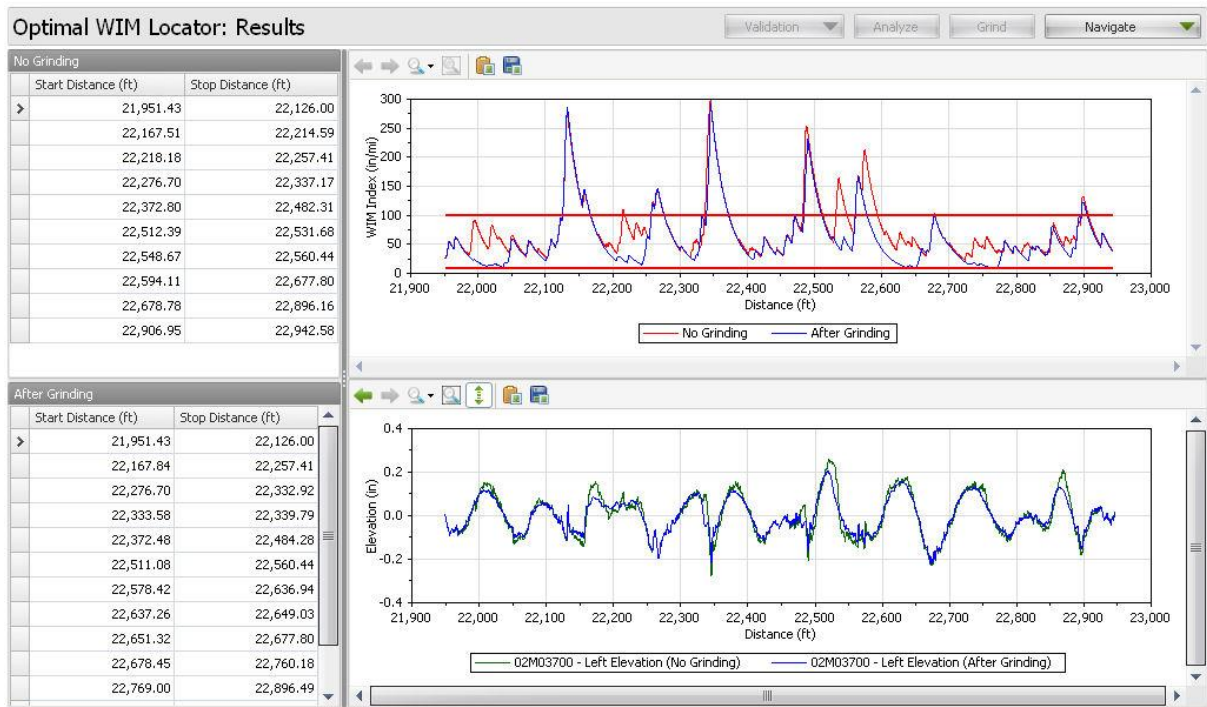 Optimal WIM Locator: Results
Validation Analyze Grind Navigate
No Grinding
Start Distance (ft) Stop Distance (ft)
21,951.43 22,126.00
22,167.51 22,214.59
22,218.18 22,257.41
22,276.70 22,337.17
22,372.80 22,482.31
22,512.39 22,531.68
22,548.67 22,560.44
22,594.11 22,677.80
22,678.78 22,896.16
22,906.95 22,942.58
300
250
200
150
100
50
0
WIM Index (in/mi)
21,900 22,000 22,100 22,200 22,300 22,400 22,500 22,600 22,700 22,800 22,900 23,000
Distance (ft)
No Grinding After Grinding
After Grinding
Start Distance (ft) Stop Distance (ft)
21,951.43 22,126.00
22,167.84 22,257.41
22,276.70 22,332.92
22,333.58 22,339.79
22,372.48 22,484.28
22,511.08 22,560.44
22,578.42 22,636.94
22,637.26 22,649.03
22,651.32 22,677.80
22,678.45 22,760.18
22,769.00 22,896.49
0.4
0.2
0.0
-0.2
-0.4
Elevation (in)
21,900 22,000 22,100 22,200 22,300 22,400 22,500 22,600 22,700 22,800 22,900 23,000
Distance (ft)
02M03700 - Left Elevation (No Grinding) 02M03700 - Left Elevation (After Grinding)